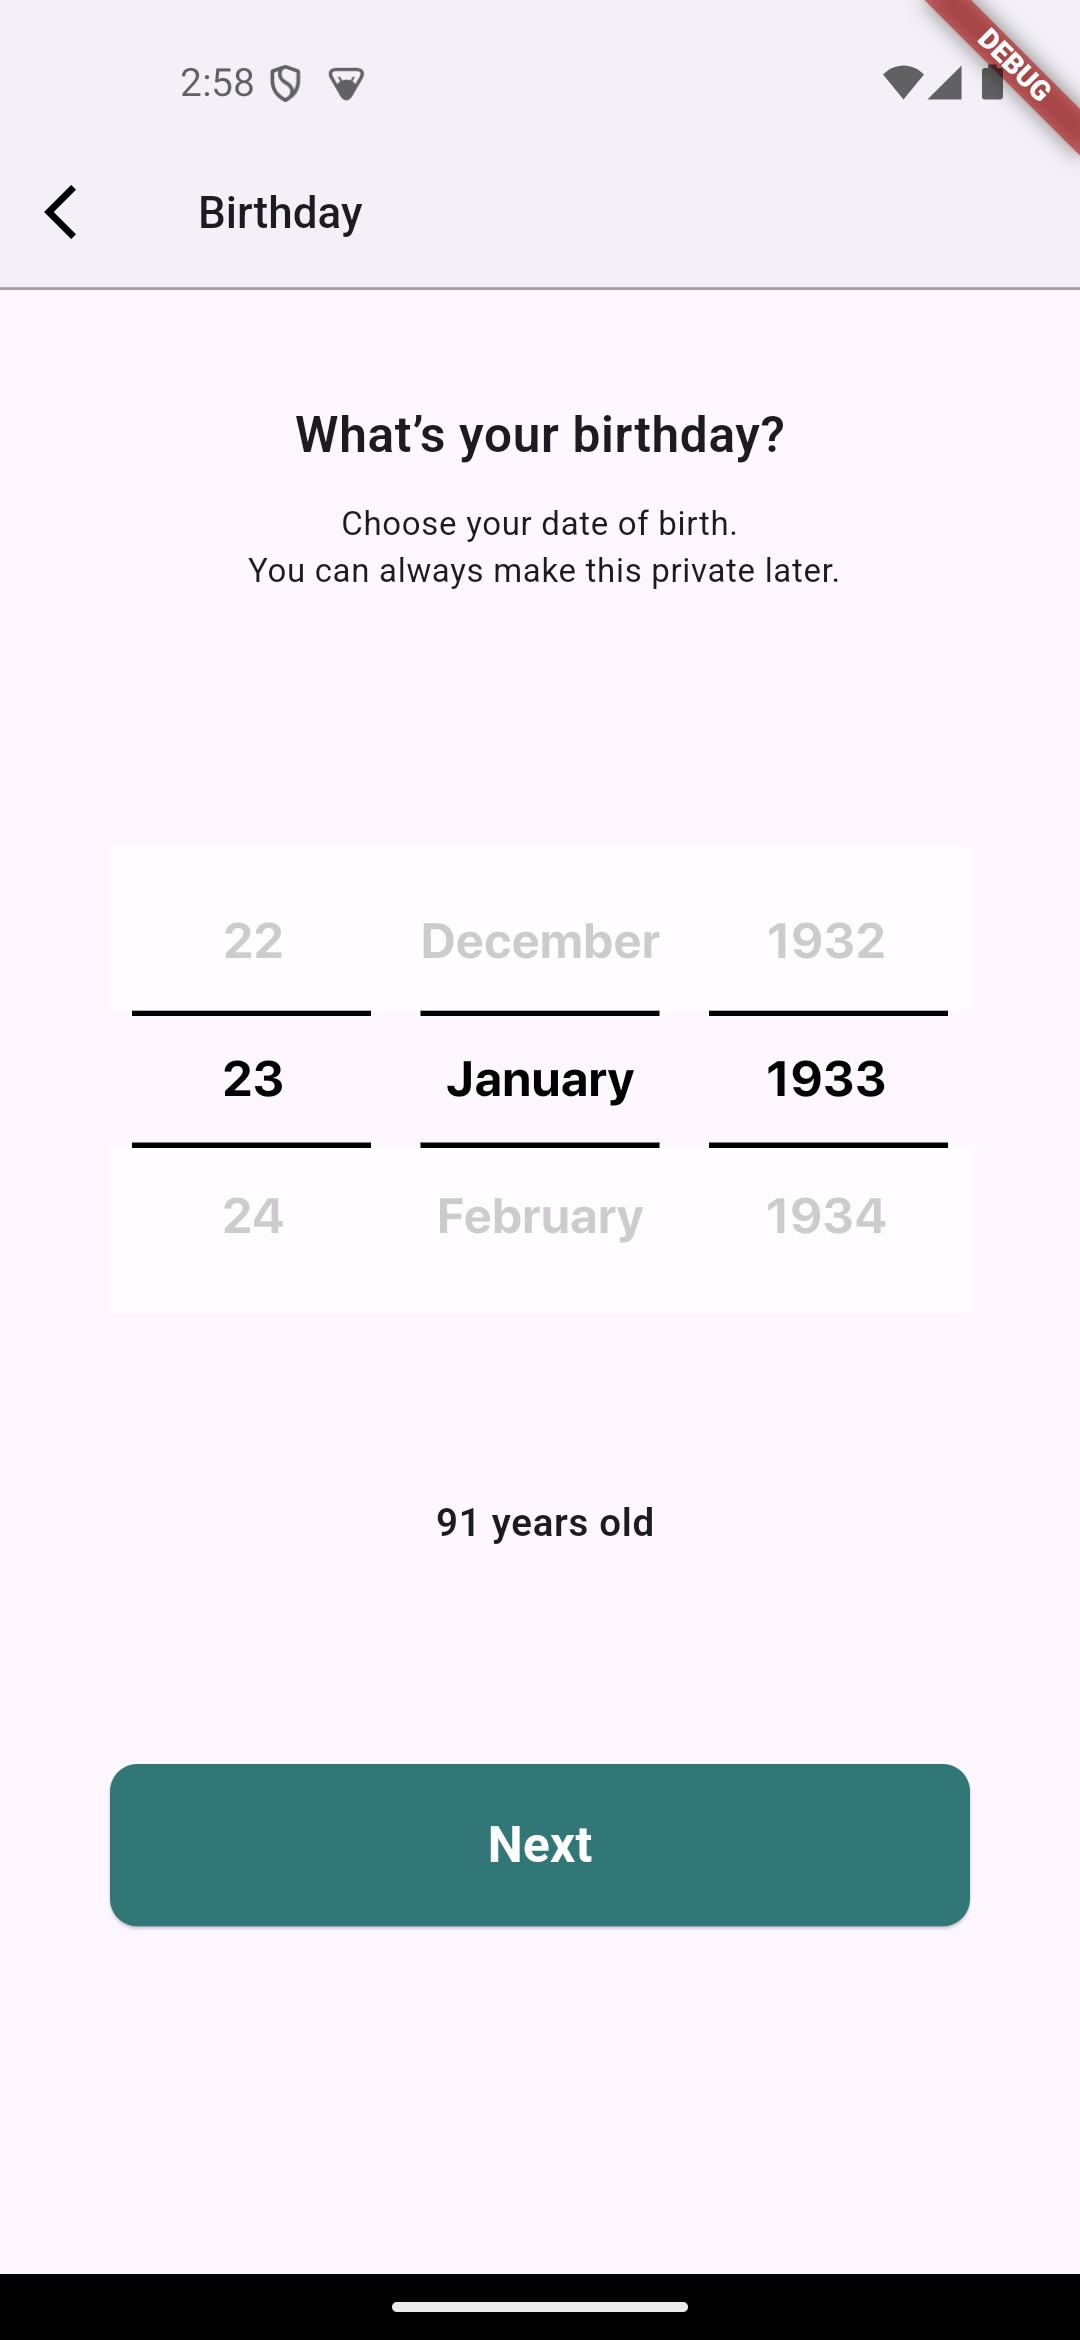 2:58
DEBUG
Birthday
What’s your birthday?
Choose your date of birth.
You can always make this private later.
22 December 1932
23 January 1933
24 February 1934
91 years old
Next